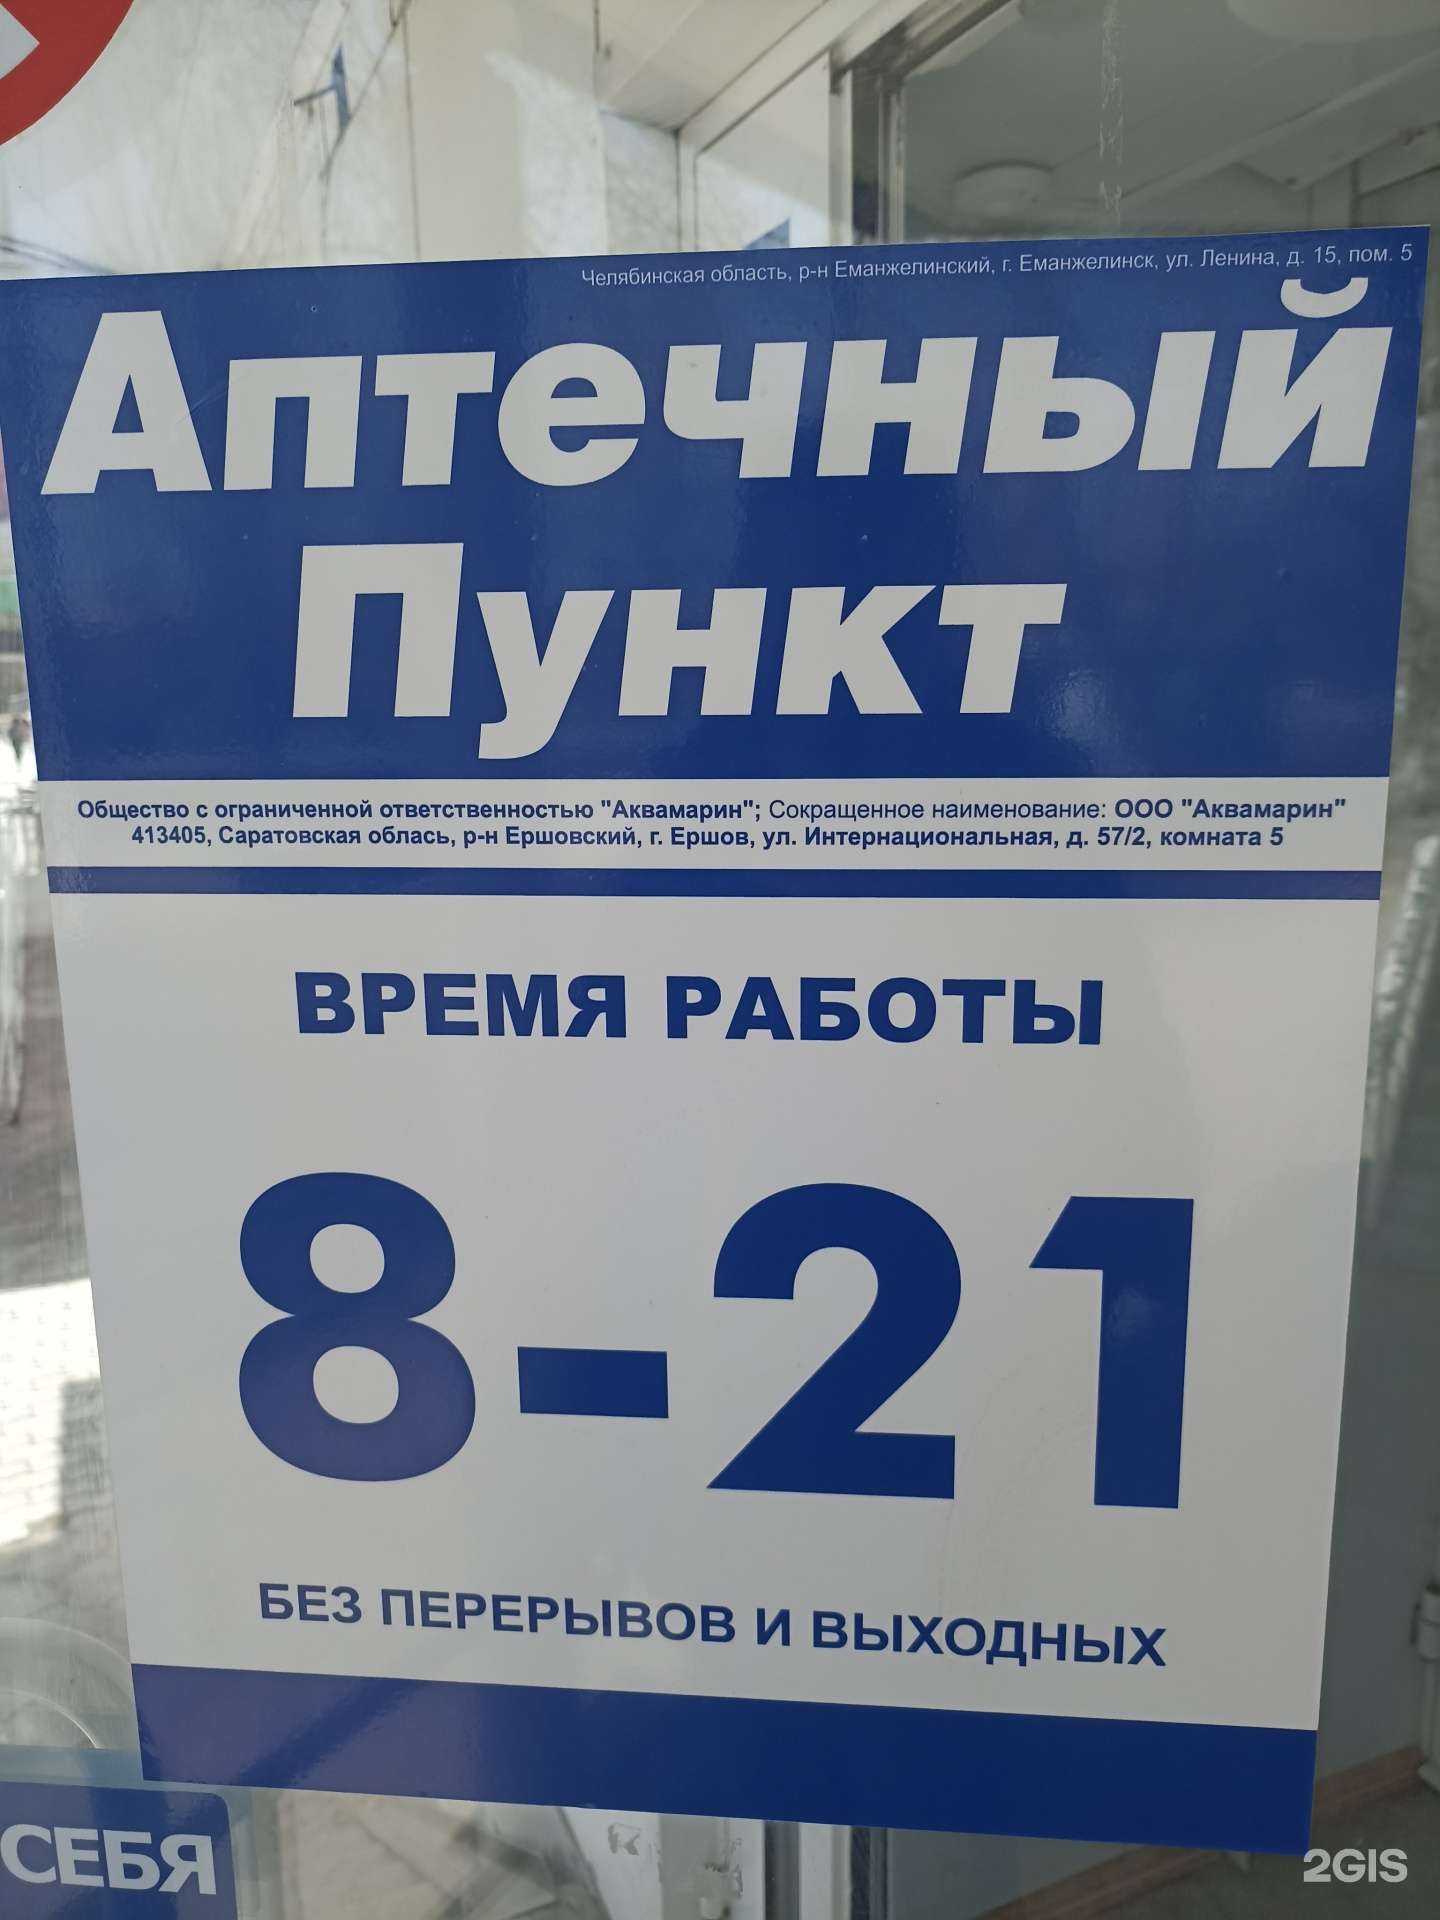 Челябинская область, р-н Еманжелинский, г. Еманжелинск, ул. Ленина, д. 15, пом. 5
Аптечный
Пункт
Общество с ограниченной ответственностью "Аквамарин"; Сокращенное наименование: ООО "Аквамарин"
413405, Саратовская облась, р-н Ершовский, г. Ершов, ул. Интернациональная, д. 57/2, комната 5
ВРЕМЯ РАБОТЫ
8-21
БЕЗ ПЕРЕРЫВОВ И ВЫХОДНЫХ
СЕБЯ
2GIS